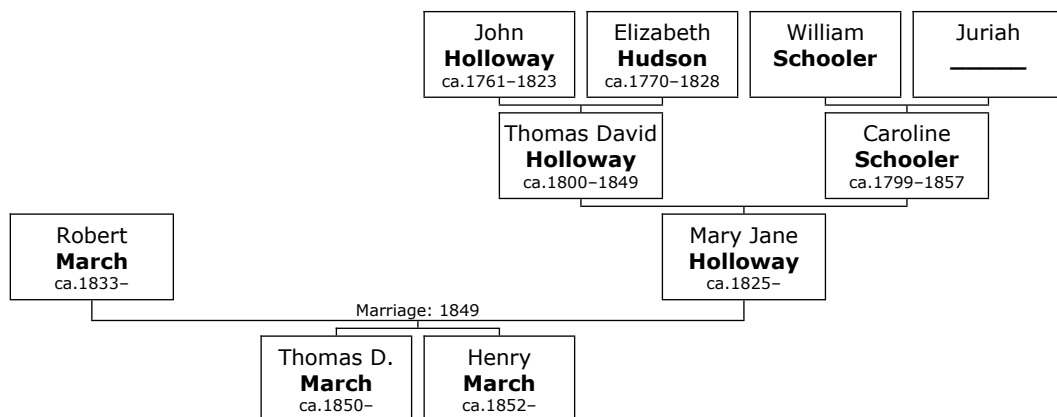 John
Holloway
ca.1761–1823
Elizabeth
Hudson
ca.1770–1828
William
Schooler
Juriah
________
Thomas David
Holloway
ca.1800–1849
Caroline
Schooler
ca.1799–1857
Robert
March
ca.1833–
Mary Jane
Holloway
ca.1825–
Marriage: 1849
Thomas D.
March
ca.1850–
Henry
March
ca.1852–